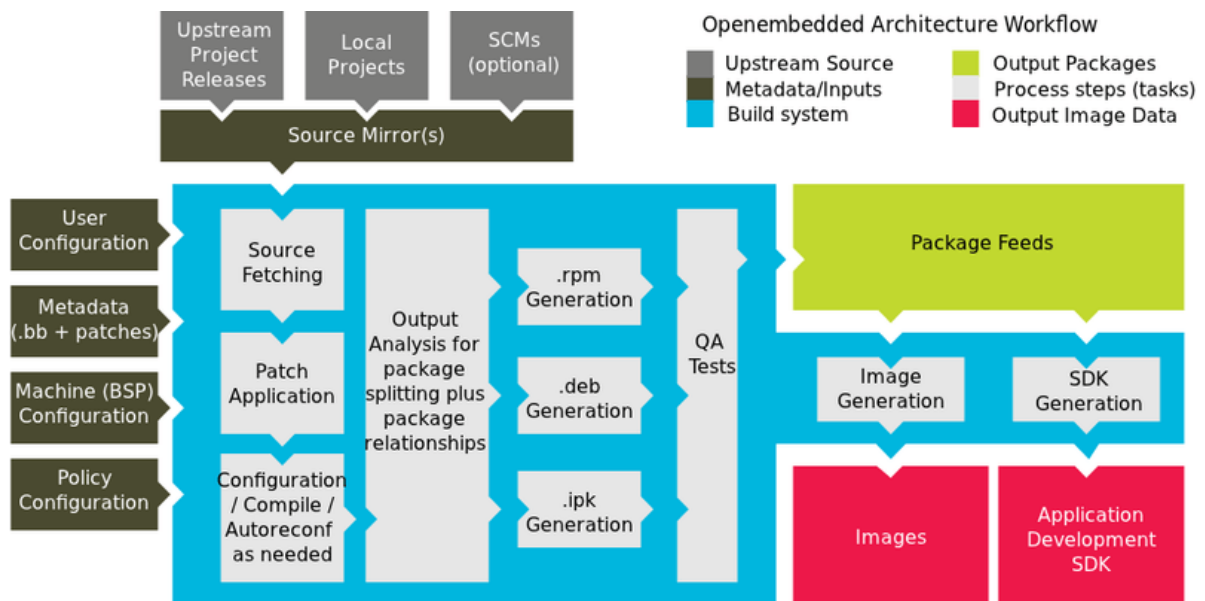 Openembedded Architecture Workflow
Upstream Source
Metadata/Inputs
Build system
Output Packages
Process steps (tasks)
Output Image Data
Upstream
Project
Releases
Local
Projects
SCMs
(optional)
Source Mirror(s)
User
Configuration
Metadata
(.bb + patches)
Machine (BSP)
Configuration
Policy
Configuration
Source
Fetching
Patch
Application
Configuration
/ Compile /
Autoreconf
as needed
Output
Analysis for
package
splitting plus
package
relationships
.rpm
Generation
.deb
Generation
.ipk
Generation
QA
Tests
Package Feeds
Image
Generation
SDK
Generation
Images
Application
Development
SDK